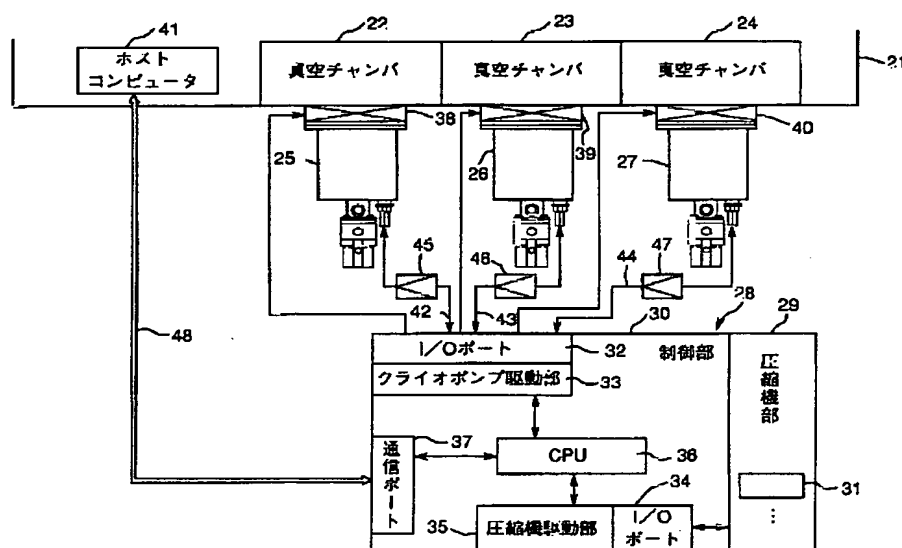 41
22
23
24
ホスト
コンピュータ
真空チャンバ
真空チャンバ
真空チャンバ
21
38
39
40
25
26
27
45
48
44
47
42
43
30
28
29
48
I/Oポート
32
制御部
圧縮機部
クライオポンプ駆動部
33
37
通信ポート
CPU
36
34
31
35
圧縮機駆動部
I/O
ポート
⋮